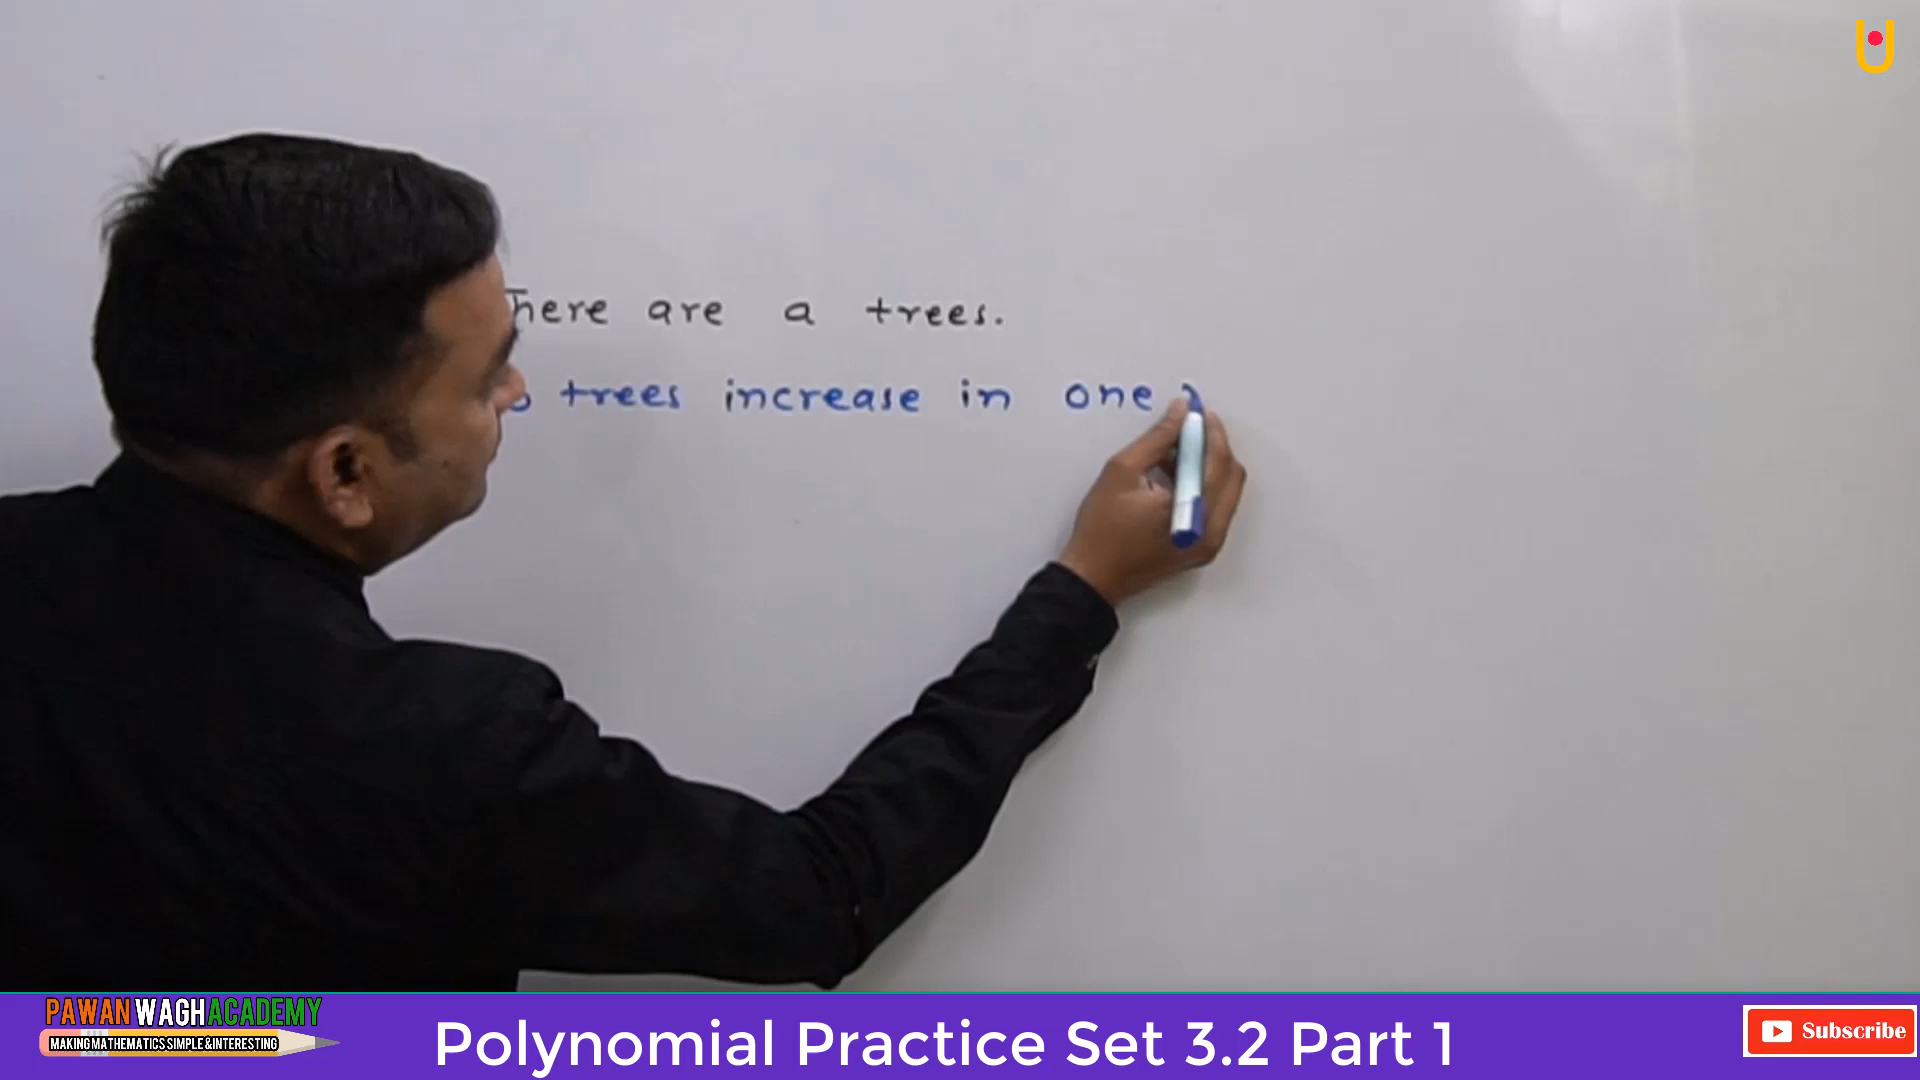 here are a trees.
trees increase in one
PAWAN WAGH ACADEMY
MAKING MATHEMATICS SIMPLE & INTERESTING
Polynomial Practice Set 3.2 Part 1
Subscribe